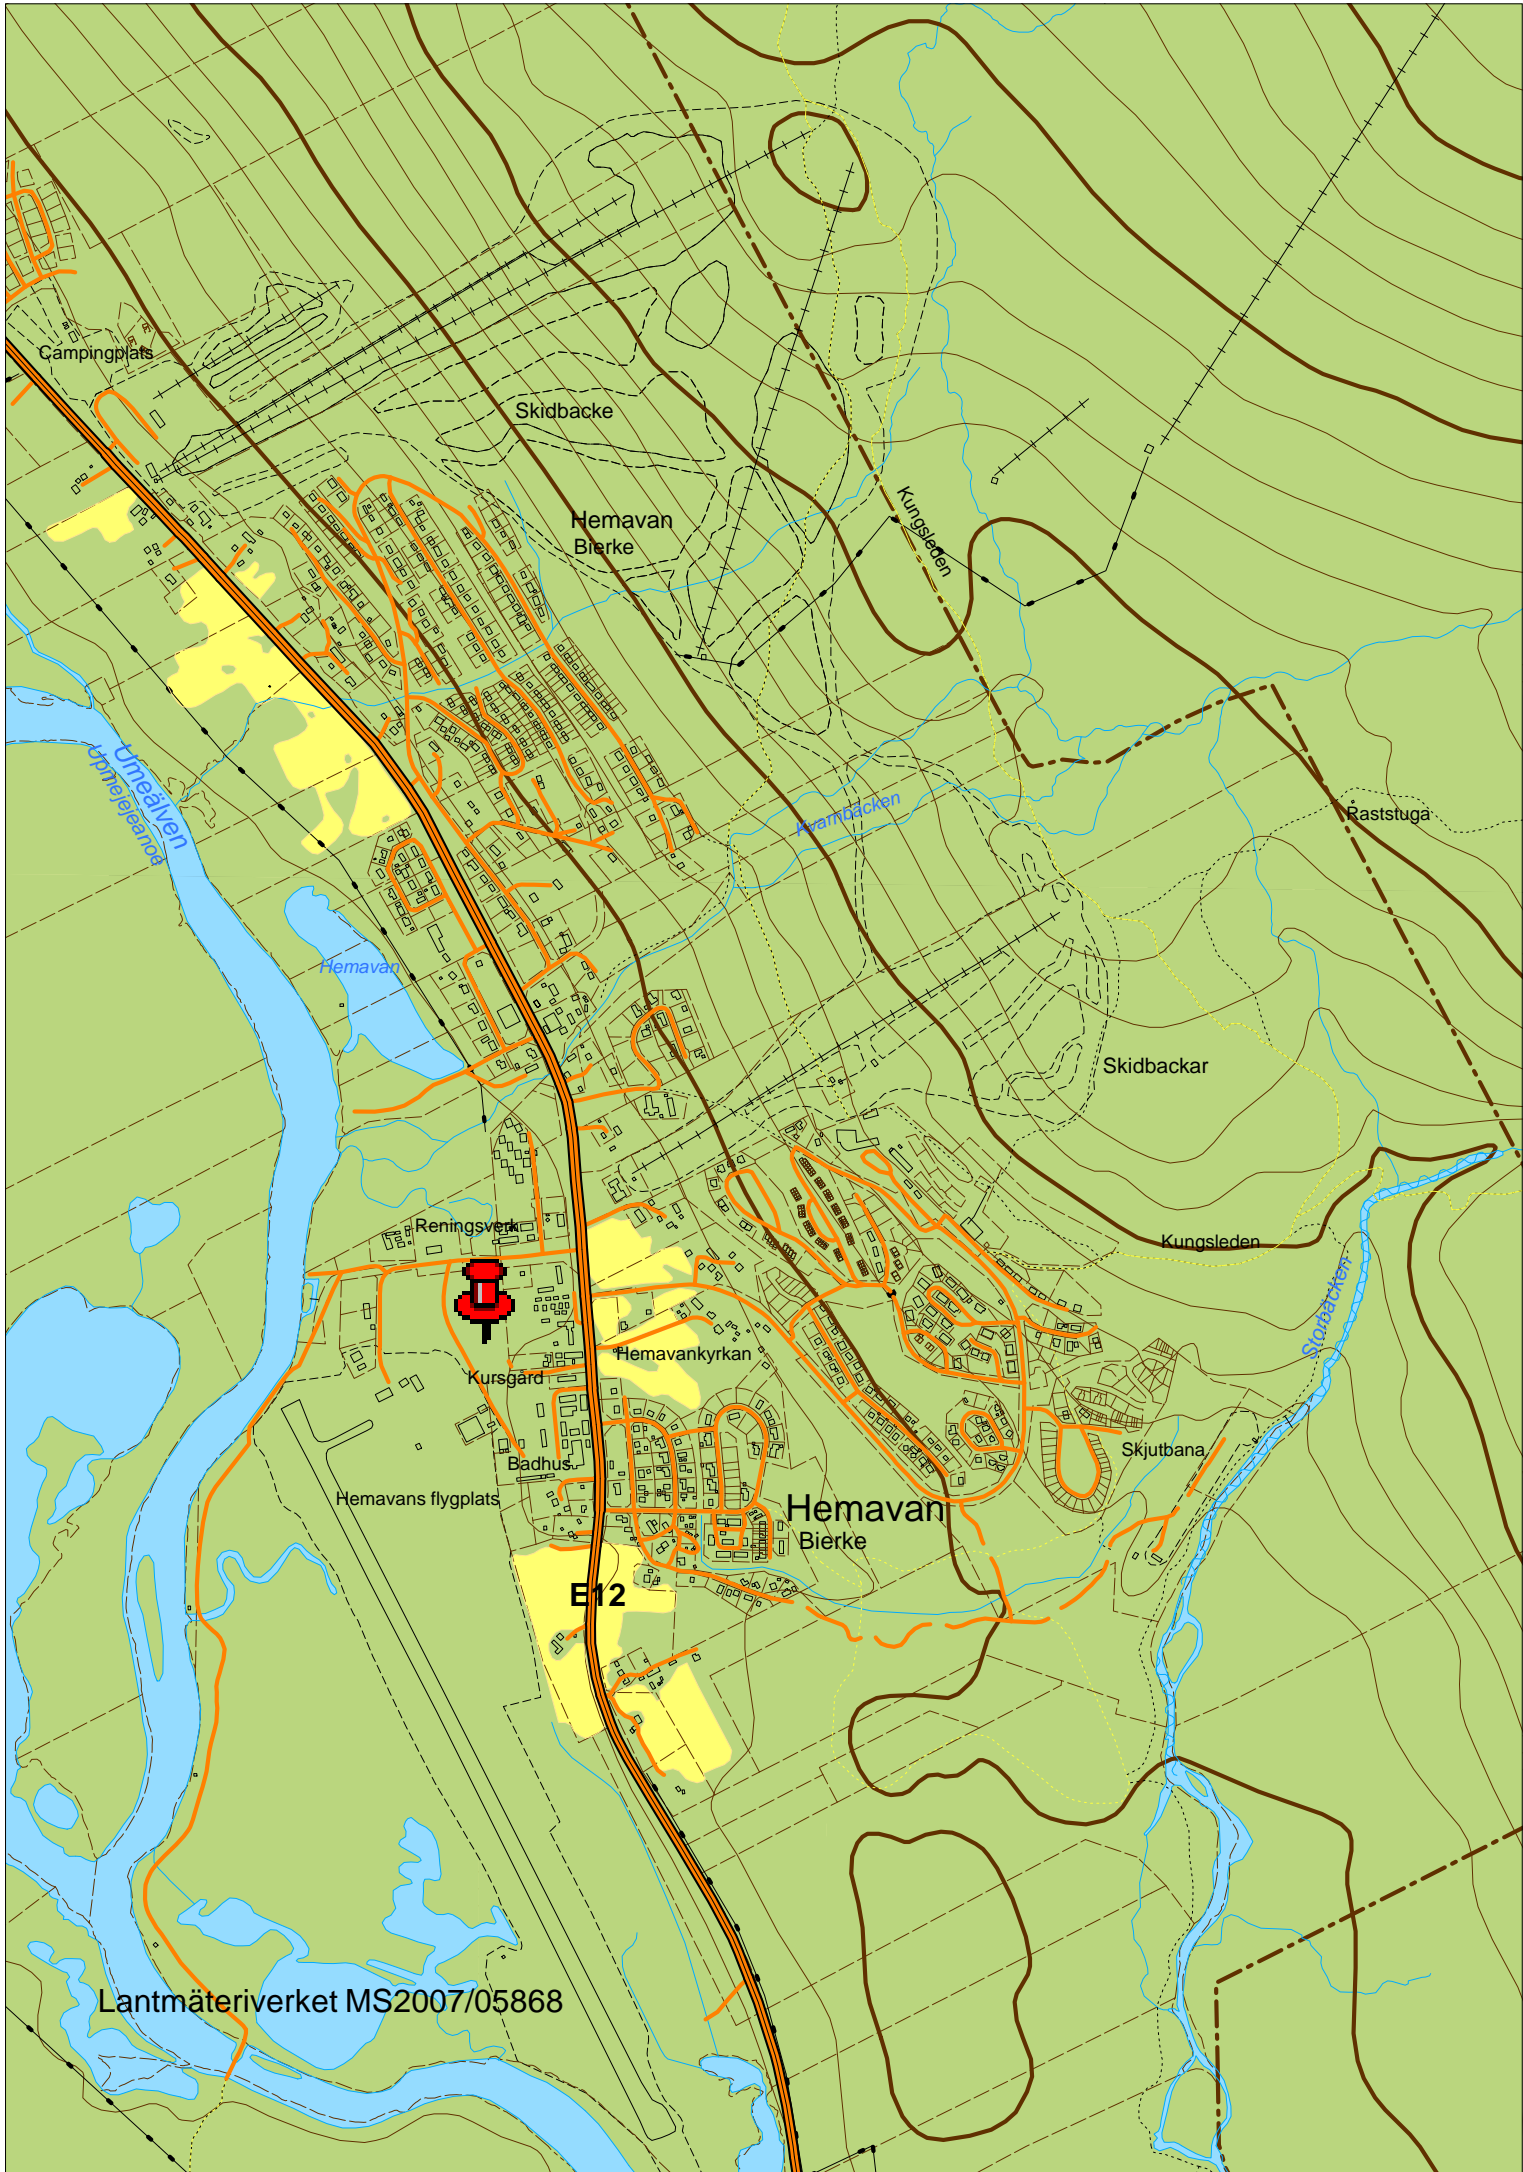 Campingplats
Skidbacke
Hemavan
Bierke
Kungsleden
Umeälven
Upmejejeanoe
Kvarnbäcken
Raststuga
Hemavan
Skidbackar
Reningsverk
Kungsleden
Storbäcken
Hemavankyrkan
Kursgård
Skjutbana
Badhus
Hemavans flygplats
Hemavan
Bierke
E12
Lantmäteriverket MS2007/05868